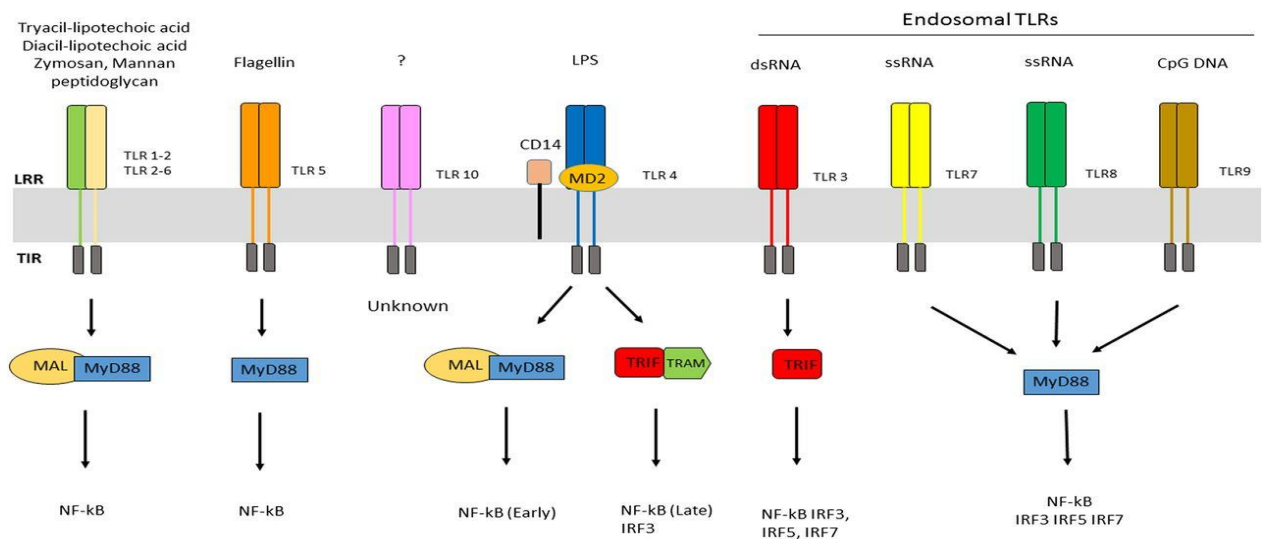 Endosomal TLRs
Tryacil-lipotechoic acid
Diacil-lipotechoic acid
Zymosan, Mannan
peptidoglycan
Flagellin
?
LPS
dsRNA
ssRNA
ssRNA
CpG DNA
CD14
MD2
TLR 1-2
TLR 2-6
TLR 5
TLR 10
TLR 4
TLR 3
TLR7
TLR8
TLR9
LRR
TIR
Unknown
MAL
MyD88
MyD88
MAL
MyD88
TRIF
TRAM
TRIF
MyD88
NF-kB
NF-kB
NF-kB (Early)
NF-kB (Late)
IRF3
NF-kB IRF3,
IRF5, IRF7
NF-kB
IRF3 IRF5 IRF7